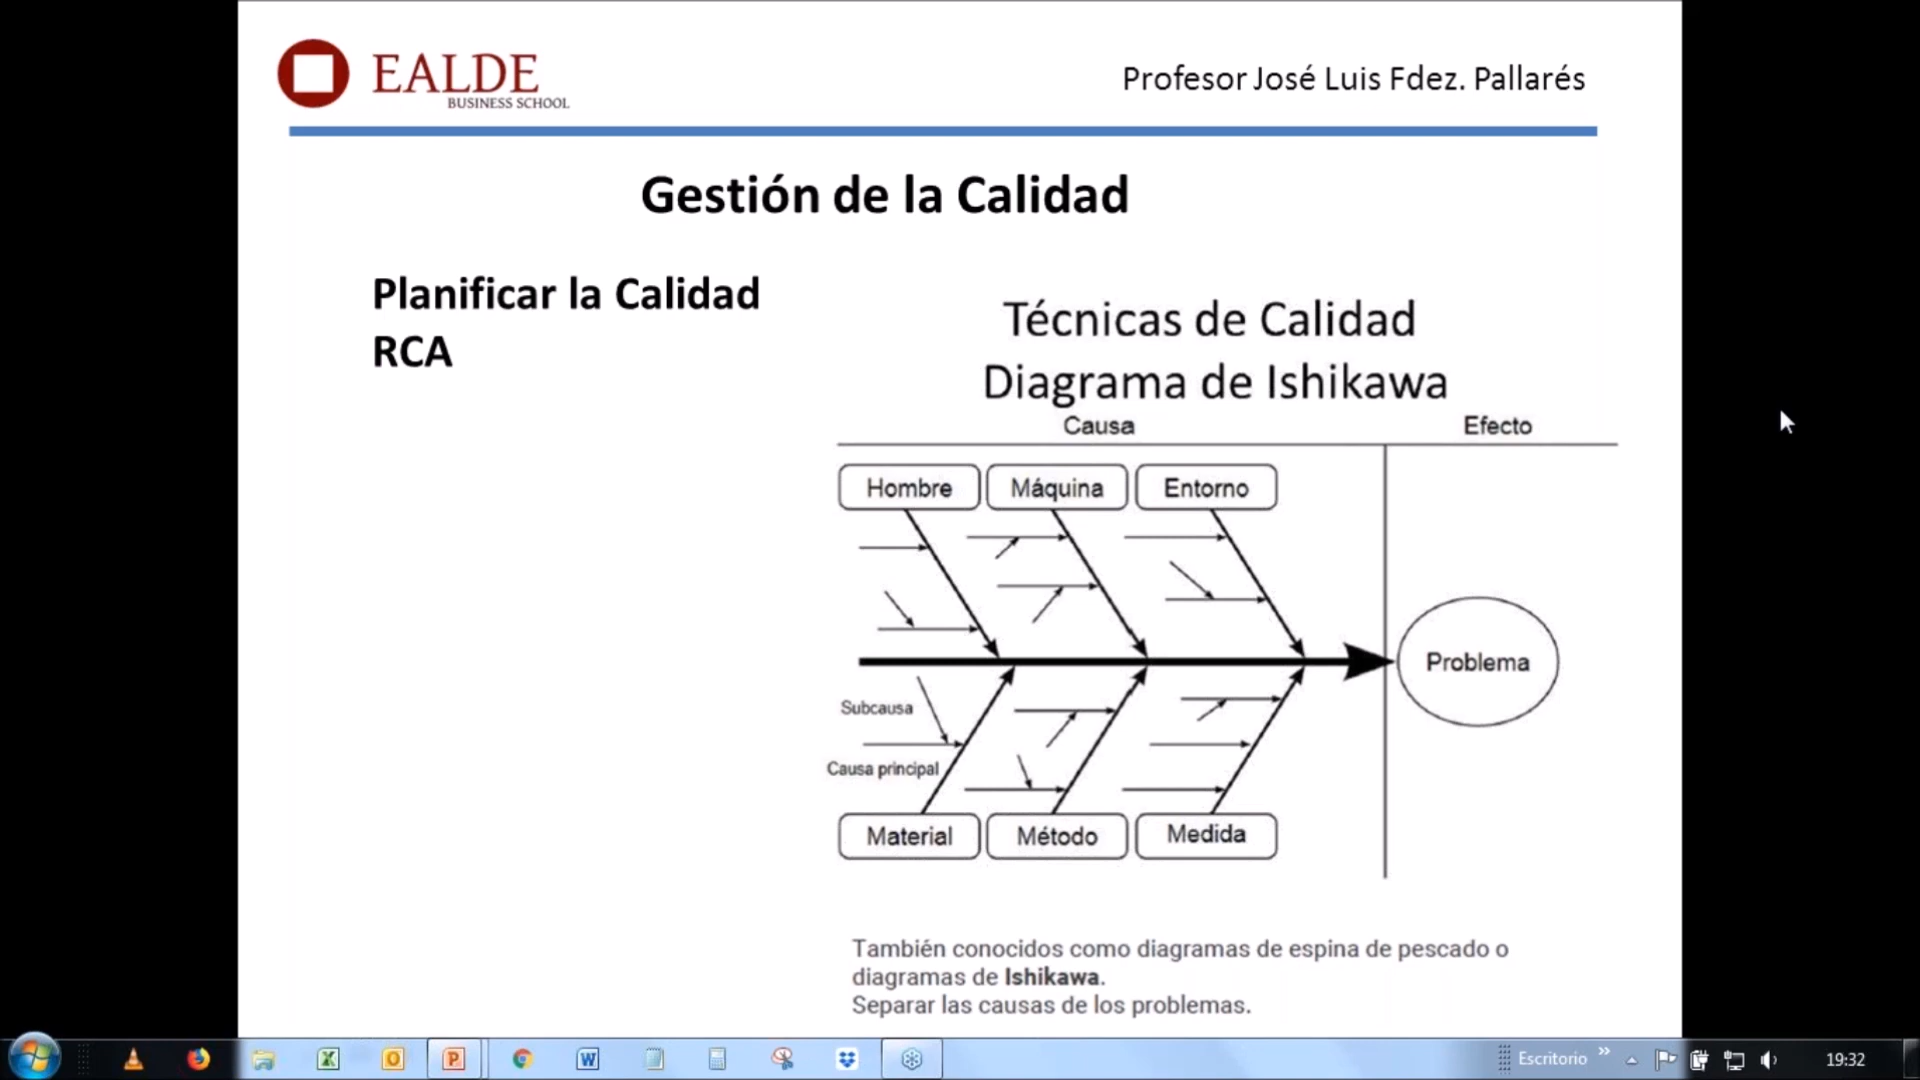 EALDE
BUSINESS SCHOOL
Profesor José Luis Fdez. Pallarés
Gestión de la Calidad
Planificar la Calidad
RCA
Técnicas de Calidad
Diagrama de Ishikawa
Causa
Efecto
Hombre
Máquina
Entorno
Problema
Subcausa
Causa principal
Material
Método
Medida
También conocidos como diagramas de espina de pescado o
diagramas de Ishikawa.
Separar las causas de los problemas.
Escritorio
19:32